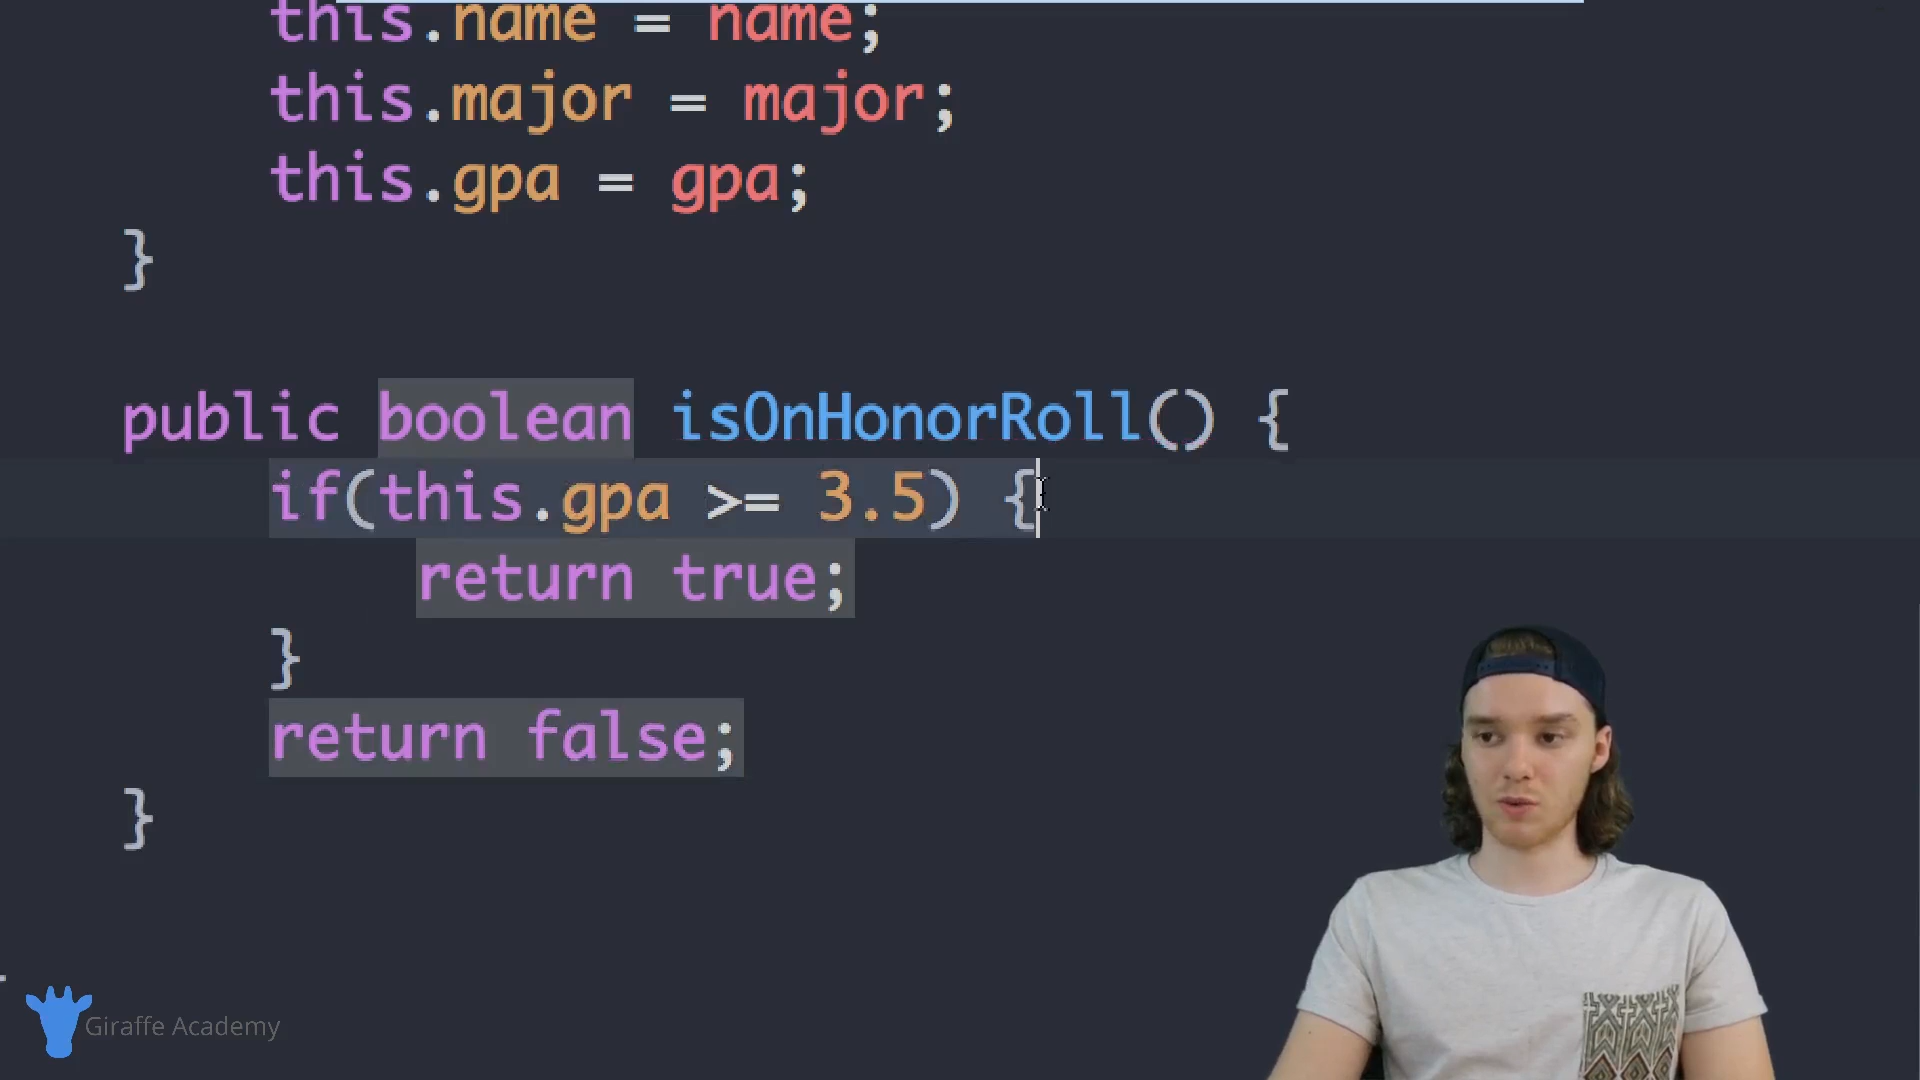 this.name = name;
this.major = major;
this.gpa = gpa;
}
public boolean isOnHonorRoll() {
if(this.gpa >= 3.5) {
return true;
}
return false;
}
Giraffe Academy